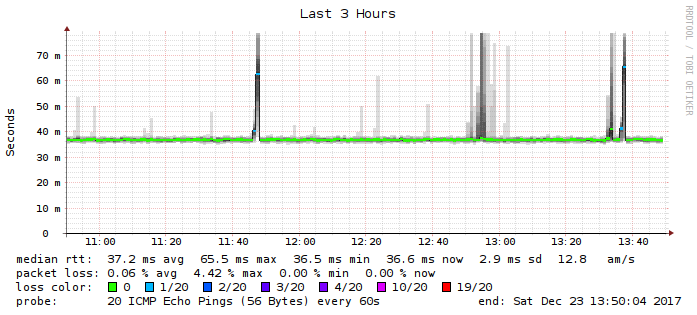 Last 3 Hours
RRDTOOL / TOBI OETIKER
Seconds
70 m
60 m
50 m
40 m
30 m
20 m
10 m
0
11:00 11:20 11:40 12:00 12:20 12:40 13:00 13:20 13:40
median rtt: 37.2 ms avg 65.5 ms max 36.5 ms min 36.6 ms now 2.9 ms sd 12.8 am/s
packet loss: 0.06 % avg 4.42 % max 0.00 % min 0.00 % now
loss color: 0 1/20 2/20 3/20 4/20 10/20 19/20
probe: 20 ICMP Echo Pings (56 Bytes) every 60s end: Sat Dec 23 13:50:04 2017